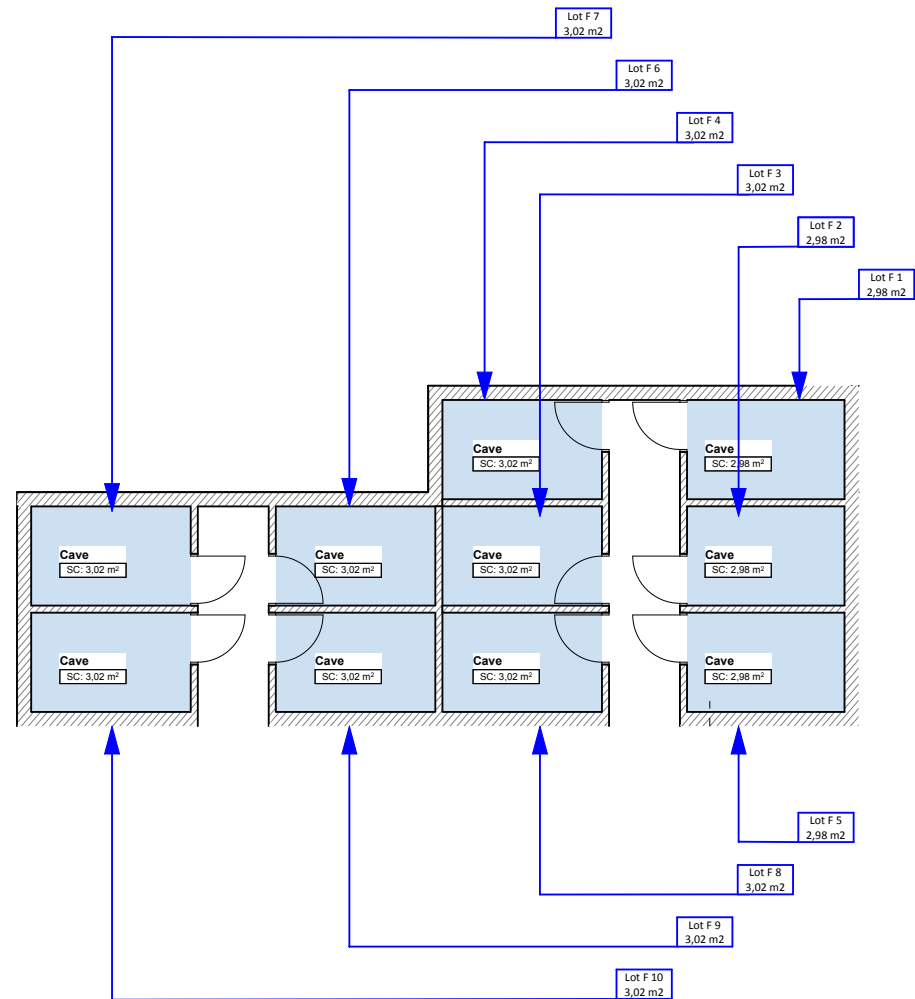 Lot F 7
3,02 m2
Lot F 6
3,02 m2
Lot F 4
3,02 m2
Lot F 3
3,02 m2
Lot F 2
2,98 m2
Lot F 1
2,98 m2
Cave
SC: 3,02 m²
Cave
SC: 2,98 m²
Cave
SC: 3,02 m²
Cave
SC: 3,02 m²
Cave
SC: 3,02 m²
Cave
SC: 2,98 m²
Cave
SC: 3,02 m²
Cave
SC: 3,02 m²
Cave
SC: 3,02 m²
Cave
SC: 2,98 m²
Lot F 5
2,98 m2
Lot F 8
3,02 m2
Lot F 9
3,02 m2
Lot F 10
3,02 m2